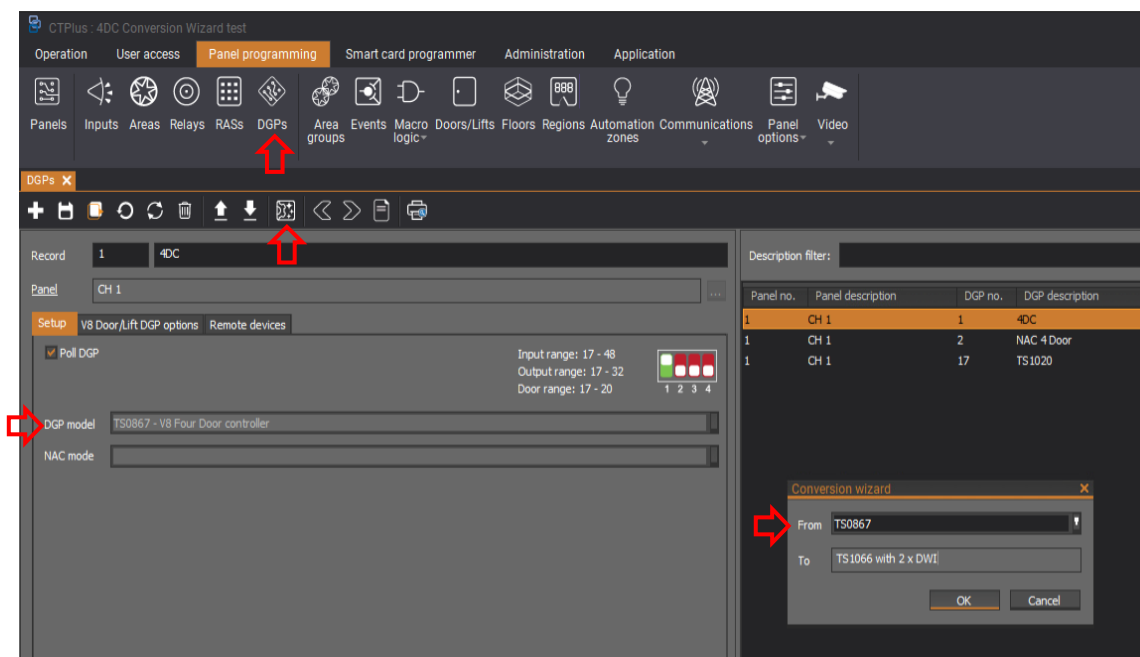 CTPlus : 4DC Conversion Wizard test
Operation User access Panel programming Smart card programmer Administration Application
888
Panels Inputs Areas Relays RASs DGPs Area groups Events Macro logic Doors/Lifts Floors Regions Automation zones Communications Panel options Video
DGPs
Record 1 4DC
Panel CH 1 ...
Setup V8 Door/Lift DGP options Remote devices
Poll DGP
Input range: 17 - 48
Output range: 17 - 32
Door range: 17 - 20
1 2 3 4
DGP model TS0867 - V8 Four Door controller
NAC mode
Description filter:
Panel no. Panel description DGP no. DGP description
1 CH 1 1 4DC
1 CH 1 2 NAC 4 Door
1 CH 1 17 TS1020
Conversion wizard
From TS0867
To TS1066 with 2 x DWI
OK Cancel